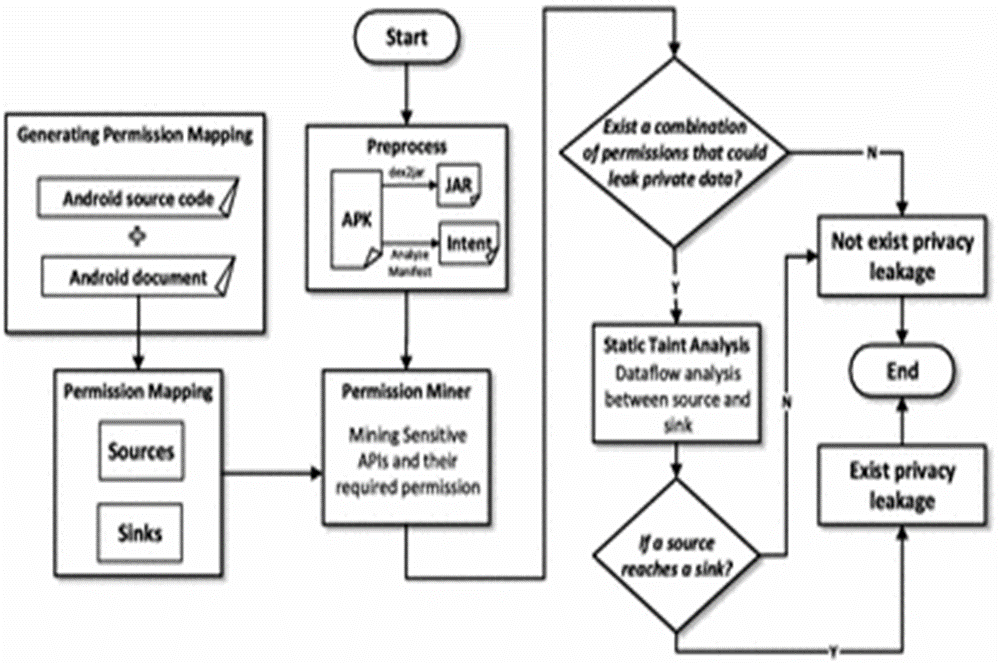 Start
Generating Permission Mapping
Android source code
Android document
Preprocess
dex2jar
JAR
APK
Intent
Analyze
Manifest
Permission Mapping
Sources
Sinks
Permission Miner
Mining Sensitive
APIs and their
required permission
Exist a combination
of permissions that could
leak private data?
N
Y
Not exist privacy
leakage
Static Taint Analysis
Dataflow analysis
between source and
sink
N
End
If a source
reaches a sink?
Exist privacy
leakage
Y